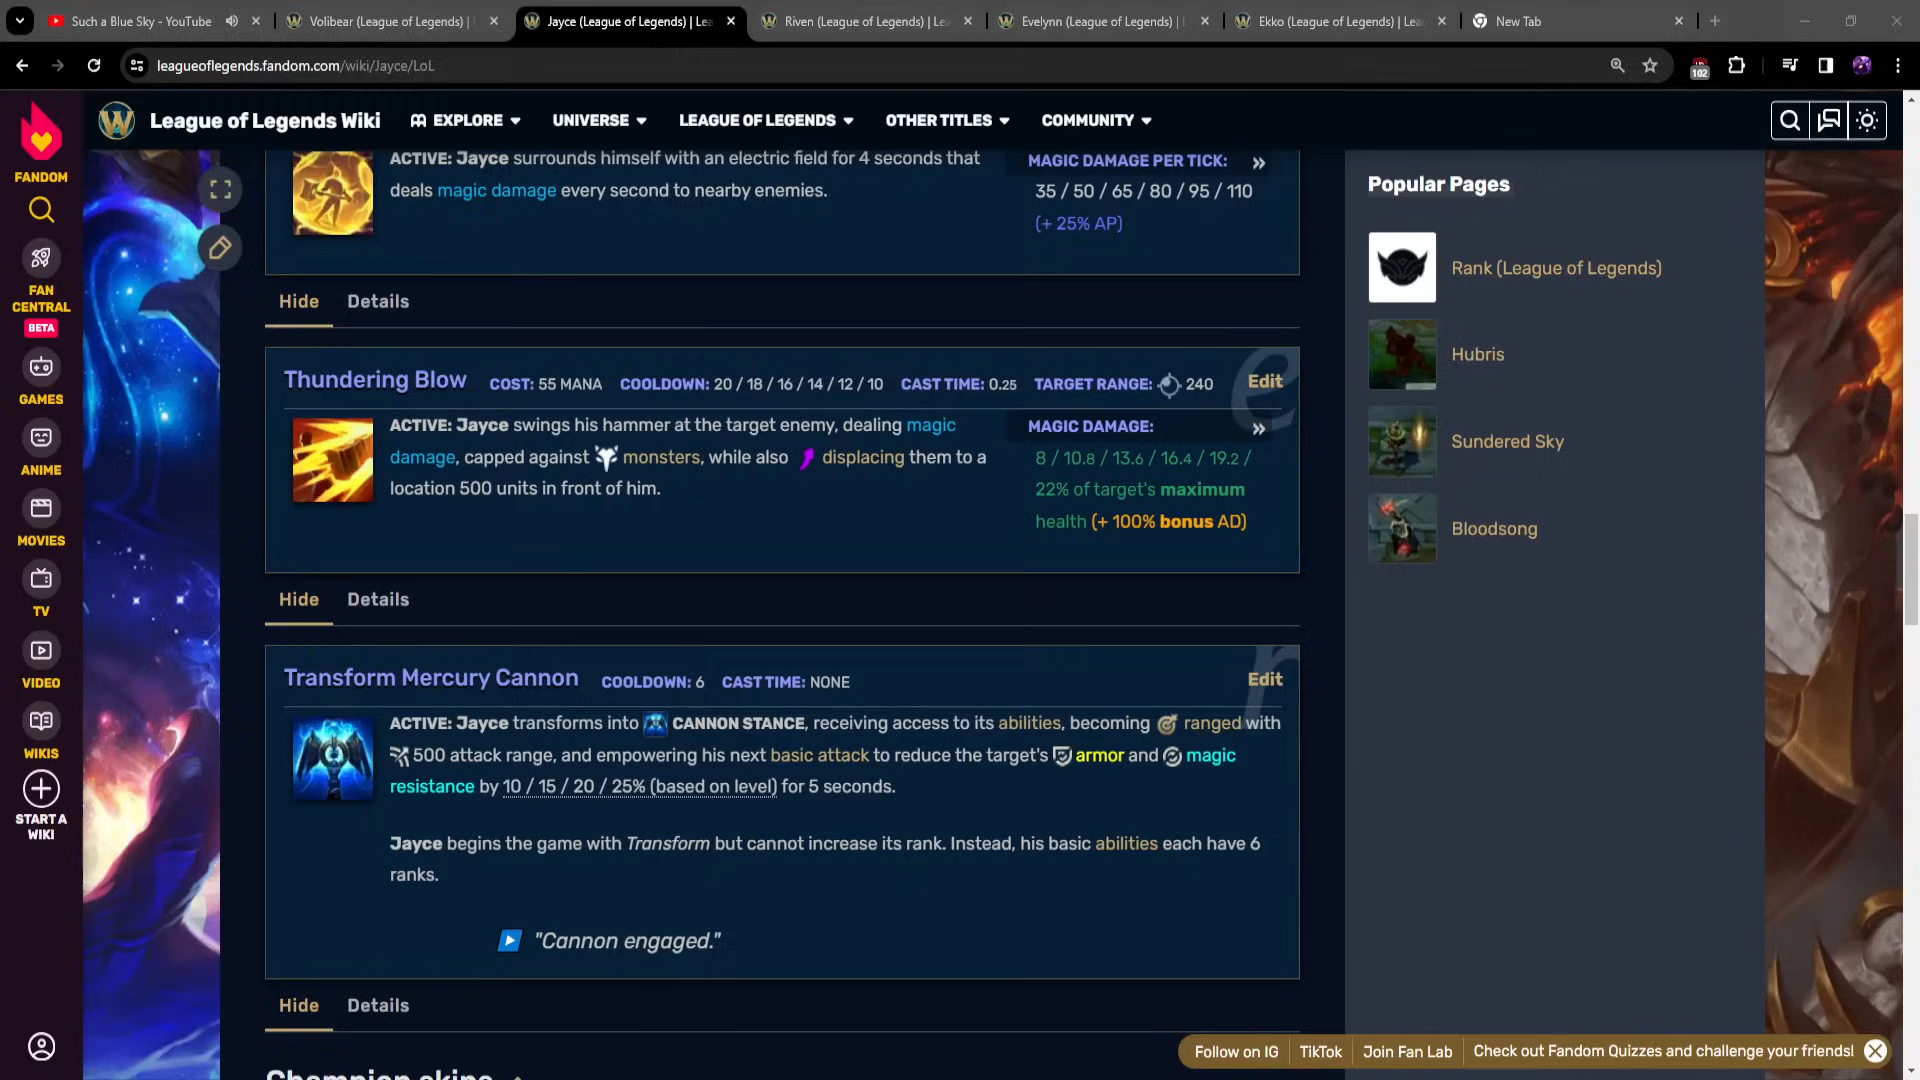 Such a Blue Sky - YouTube
Volibear (League of Legends) |
Jayce (League of Legends) | Lea
Riven (League of Legends) | Le
Evelynn (League of Legends) |
Ekko (League of Legends) | Lea
New Tab
leagueoflegends.fandom.com/wiki/Jayce/LoL
102
League of Legends Wiki
EXPLORE
UNIVERSE
LEAGUE OF LEGENDS
OTHER TITLES
COMMUNITY
FANDOM
FAN
CENTRAL
BETA
GAMES
ANIME
MOVIES
TV
VIDEO
WIKIS
START A
WIKI
ACTIVE: Jayce surrounds himself with an electric field for 4 seconds that
deals magic damage every second to nearby enemies.
MAGIC DAMAGE PER TICK: »
35 / 50 / 65 / 80 / 95 / 110
(+ 25% AP)
Hide Details
Thundering Blow COST: 55 MANA COOLDOWN: 20 / 18 / 16 / 14 / 12 / 10 CAST TIME: 0.25 TARGET RANGE: 240 Edit
e
ACTIVE: Jayce swings his hammer at the target enemy, dealing magic
damage, capped against monsters, while also displacing them to a
location 500 units in front of him.
MAGIC DAMAGE: »
8 / 10.8 / 13.6 / 16.4 / 19.2 /
22% of target's maximum
health (+ 100% bonus AD)
Hide Details
Transform Mercury Cannon COOLDOWN: 6 CAST TIME: NONE Edit
r
ACTIVE: Jayce transforms into CANNON STANCE, receiving access to its abilities, becoming ranged with
500 attack range, and empowering his next basic attack to reduce the target's armor and magic
resistance by 10 / 15 / 20 / 25% (based on level) for 5 seconds.
Jayce begins the game with Transform but cannot increase its rank. Instead, his basic abilities each have 6
ranks.
"Cannon engaged."
Hide Details
Champion skins
Popular Pages
Rank (League of Legends)
Hubris
Sundered Sky
Bloodsong
Follow on IG
TikTok
Join Fan Lab
Check out Fandom Quizzes and challenge your friends!